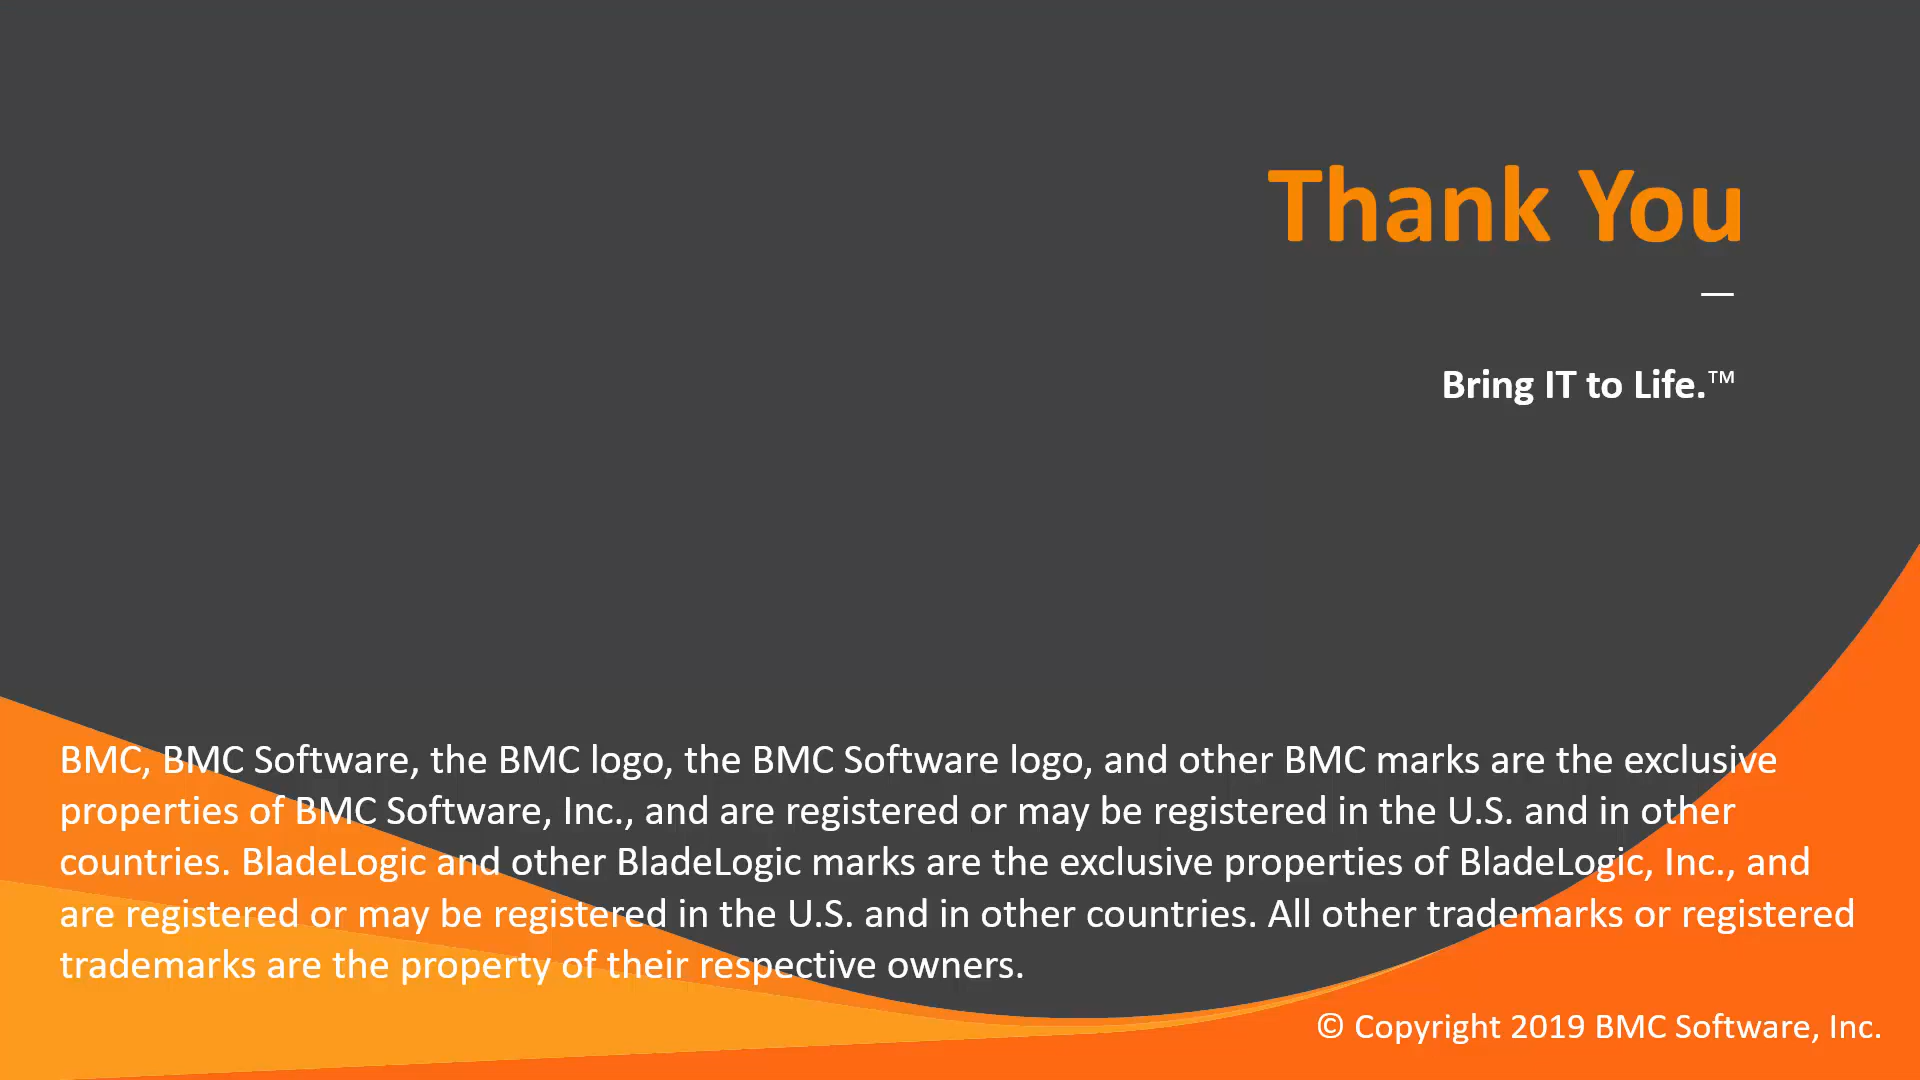 Thank You
—
Bring IT to Life.™
BMC, BMC Software, the BMC logo, the BMC Software logo, and other BMC marks are the exclusive
properties of BMC Software, Inc., and are registered or may be registered in the U.S. and in other
countries. BladeLogic and other BladeLogic marks are the exclusive properties of BladeLogic, Inc., and
are registered or may be registered in the U.S. and in other countries. All other trademarks or registered
trademarks are the property of their respective owners.
© Copyright 2019 BMC Software, Inc.